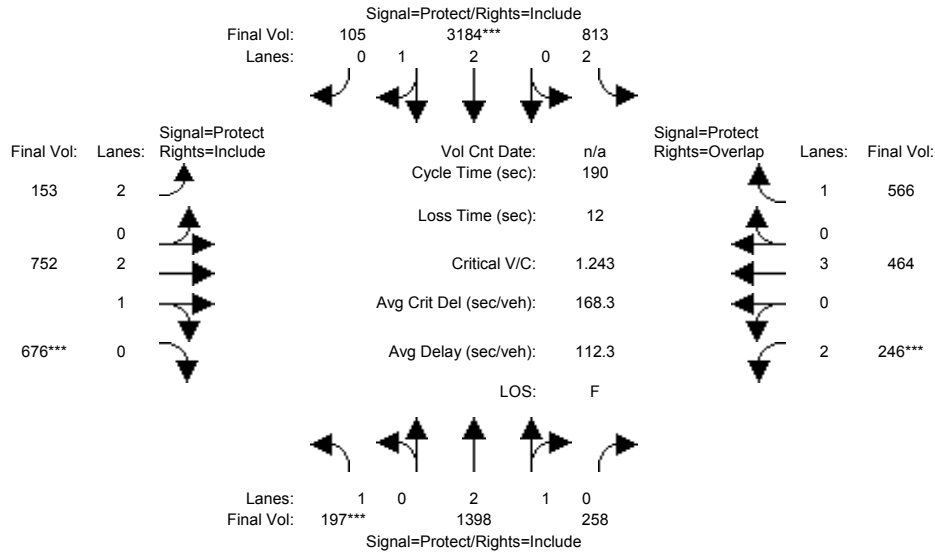 Signal=Protect/Rights=Include
Final Vol: 105 3184*** 813
Lanes: 0 1 2 0 2
Signal=Protect
Final Vol: Lanes: Rights=Include
Vol Cnt Date: n/a
Signal=Protect
Rights=Overlap Lanes: Final Vol:
Cycle Time (sec): 190
153 2
1 566
Loss Time (sec): 12
0
0
752 2
Critical V/C: 1.243
3 464
1
Avg Crit Del (sec/veh): 168.3
0
676*** 0
Avg Delay (sec/veh): 112.3
2 246***
LOS: F
Lanes: 1 0 2 1 0
Final Vol: 197*** 1398 258
Signal=Protect/Rights=Include